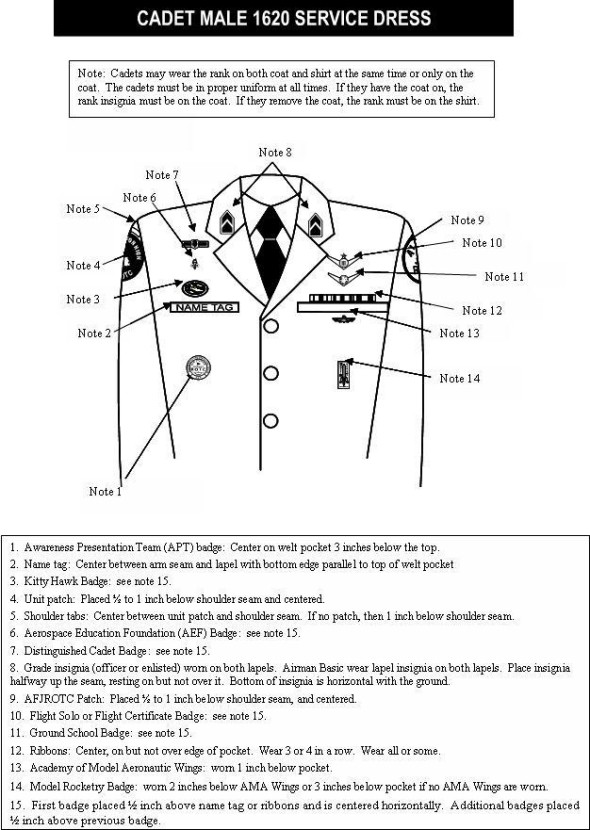 CADET MALE 1620 SERVICE DRESS
Note: Cadets may wear the rank on both coat and shirt at the same time or only on the
coat. The cadets must be in proper uniform at all times. If they have the coat on, the
rank insignia must be on the coat. If they remove the coat, the rank must be on the shirt.
Note 8
Note 7
Note 6
Note 5
Note 9
Note 10
Note 4
Note 11
Note 3
NAME TAG
Note 12
Note 2
Note 13
Note 14
Note 1
1. Awareness Presentation Team (APT) badge: Center on welt pocket 3 inches below the top.
2. Name tag: Center between arm seam and lapel with bottom edge parallel to top of welt pocket
3. Kitty Hawk Badge: see note 15.
4. Unit patch: Placed ½ to 1 inch below shoulder seam and centered.
5. Shoulder tabs: Center between unit patch and shoulder seam. If no patch, then 1 inch below shoulder seam.
6. Aerospace Education Foundation (AEF) Badge: see note 15.
7. Distinguished Cadet Badge: see note 15.
8. Grade insignia (officer or enlisted) worn on both lapels. Airman Basic wear lapel insignia on both lapels. Place insignia
halfway up the seam, resting on but not over it. Bottom of insignia is horizontal with the ground.
9. AFJROTC Patch: Placed ½ to 1 inch below shoulder seam, and centered.
10. Flight Solo or Flight Certificate Badge: see note 15.
11. Ground School Badge: see note 15.
12. Ribbons: Center, on but not over edge of pocket. Wear 3 or 4 in a row. Wear all or some.
13. Academy of Model Aeronautic Wings: worn 1 inch below pocket.
14. Model Rocketry Badge: worn 2 inches below AMA Wings or 3 inches below pocket if no AMA Wings are worn.
15. First badge placed ½ inch above name tag or ribbons and is centered horizontally. Additional badges placed
½ inch above previous badge.